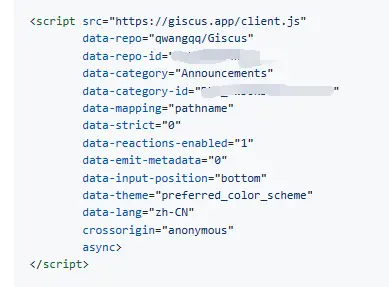 <script src="https://giscus.app/client.js"
data-repo="qwangqq/Giscus"
data-repo-id="
data-category="Announcements"
data-category-id="
data-mapping="pathname"
data-strict="0"
data-reactions-enabled="1"
data-emit-metadata="0"
data-input-position="bottom"
data-theme="preferred_color_scheme"
data-lang="zh-CN"
crossorigin="anonymous"
async>
</script>